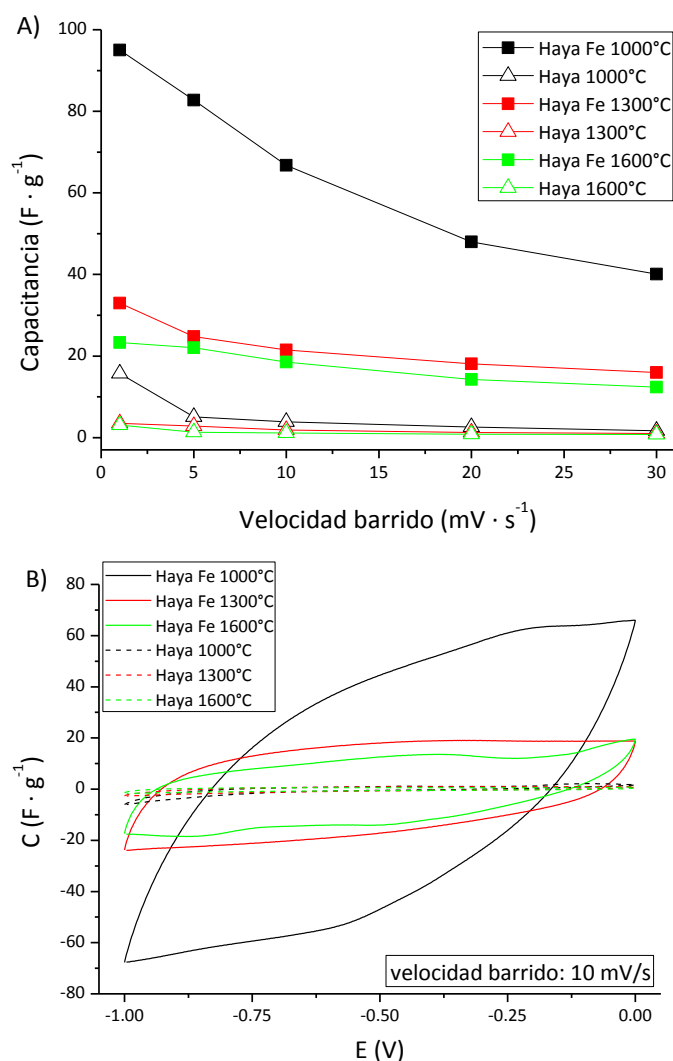 A)
Haya Fe 1000°C
Haya 1000°C
Haya Fe 1300°C
Haya 1300°C
Haya Fe 1600°C
Haya 1600°C
100
80
60
40
20
0
Capacitancia (F · g⁻¹)
0 5 10 15 20 25 30
Velocidad barrido (mV · s⁻¹)
B)
Haya Fe 1000°C
Haya Fe 1300°C
Haya Fe 1600°C
Haya 1000°C
Haya 1300°C
Haya 1600°C
80
60
40
20
0
-20
-40
-60
-80
C (F · g⁻¹)
velocidad barrido: 10 mV/s
-1.00 -0.75 -0.50 -0.25 0.00
E (V)